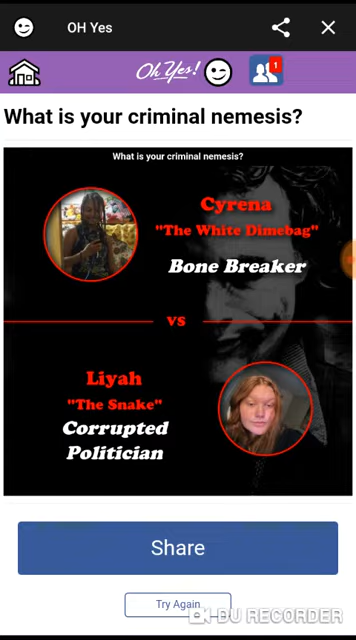 OH Yes
Oh Yes!
1
What is your criminal nemesis?
What is your criminal nemesis?
Cyrena
"The White Dimebag"
Bone Breaker
VS
Liyah
"The Snake"
Corrupted
Politician
Share
Try Again
DU RECORDER